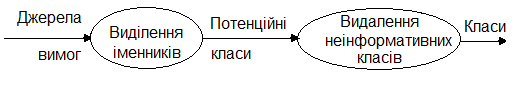 Джерела
вимог
Виділення
іменників
Потенційні
класи
Видалення
неінформативних
класів
Класи